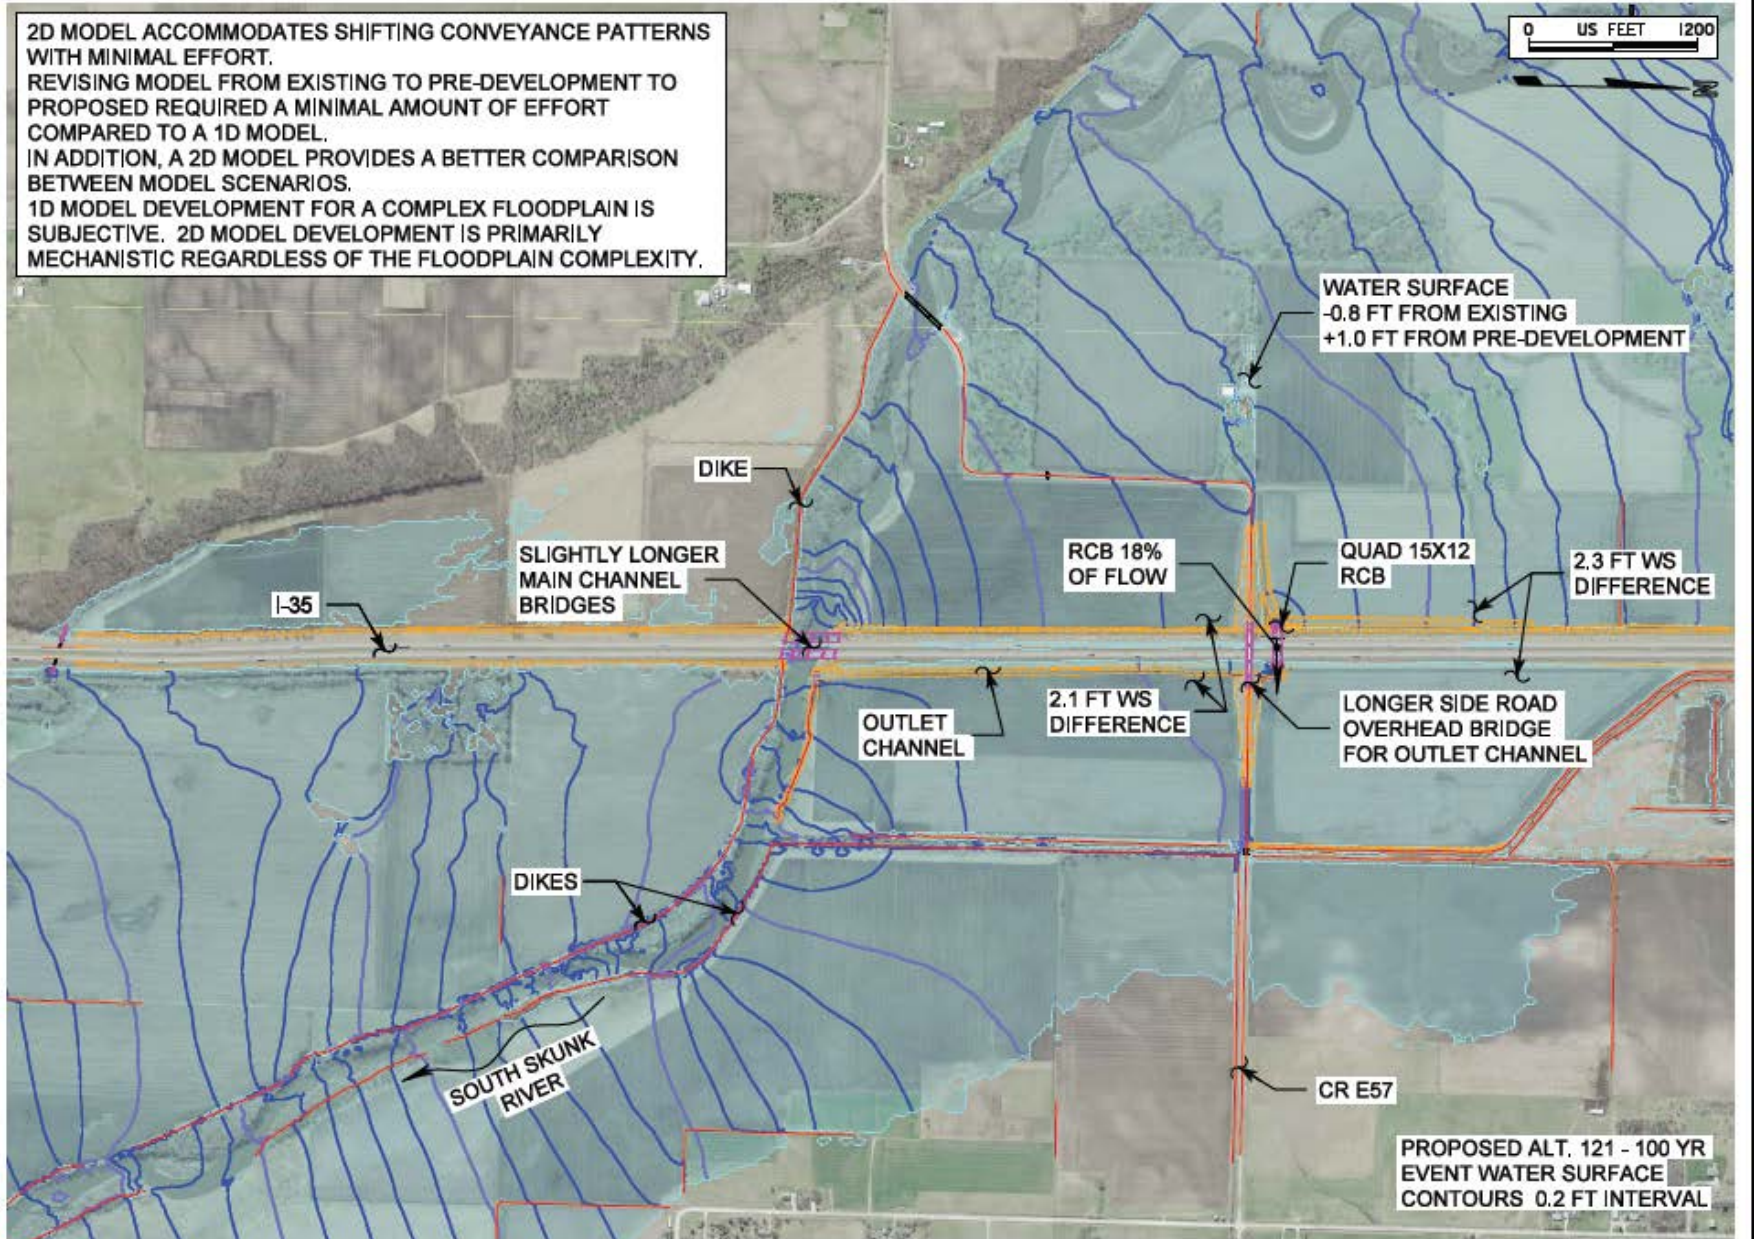 2D MODEL ACCOMMODATES SHIFTING CONVEYANCE PATTERNS
WITH MINIMAL EFFORT.
REVISING MODEL FROM EXISTING TO PRE-DEVELOPMENT TO
PROPOSED REQUIRED A MINIMAL AMOUNT OF EFFORT
COMPARED TO A 1D MODEL.
IN ADDITION, A 2D MODEL PROVIDES A BETTER COMPARISON
BETWEEN MODEL SCENARIOS.
1D MODEL DEVELOPMENT FOR A COMPLEX FLOODPLAIN IS
SUBJECTIVE. 2D MODEL DEVELOPMENT IS PRIMARILY
MECHANISTIC REGARDLESS OF THE FLOODPLAIN COMPLEXITY.
0 US FEET 1200
N
WATER SURFACE
-0.8 FT FROM EXISTING
+1.0 FT FROM PRE-DEVELOPMENT
DIKE
SLIGHTLY LONGER
MAIN CHANNEL
BRIDGES
RCB 18%
OF FLOW
QUAD 15X12
RCB
2.3 FT WS
DIFFERENCE
I-35
OUTLET
CHANNEL
2.1 FT WS
DIFFERENCE
LONGER SIDE ROAD
OVERHEAD BRIDGE
FOR OUTLET CHANNEL
DIKES
SOUTH SKUNK
RIVER
CR E57
PROPOSED ALT. 121 - 100 YR
EVENT WATER SURFACE
CONTOURS 0.2 FT INTERVAL